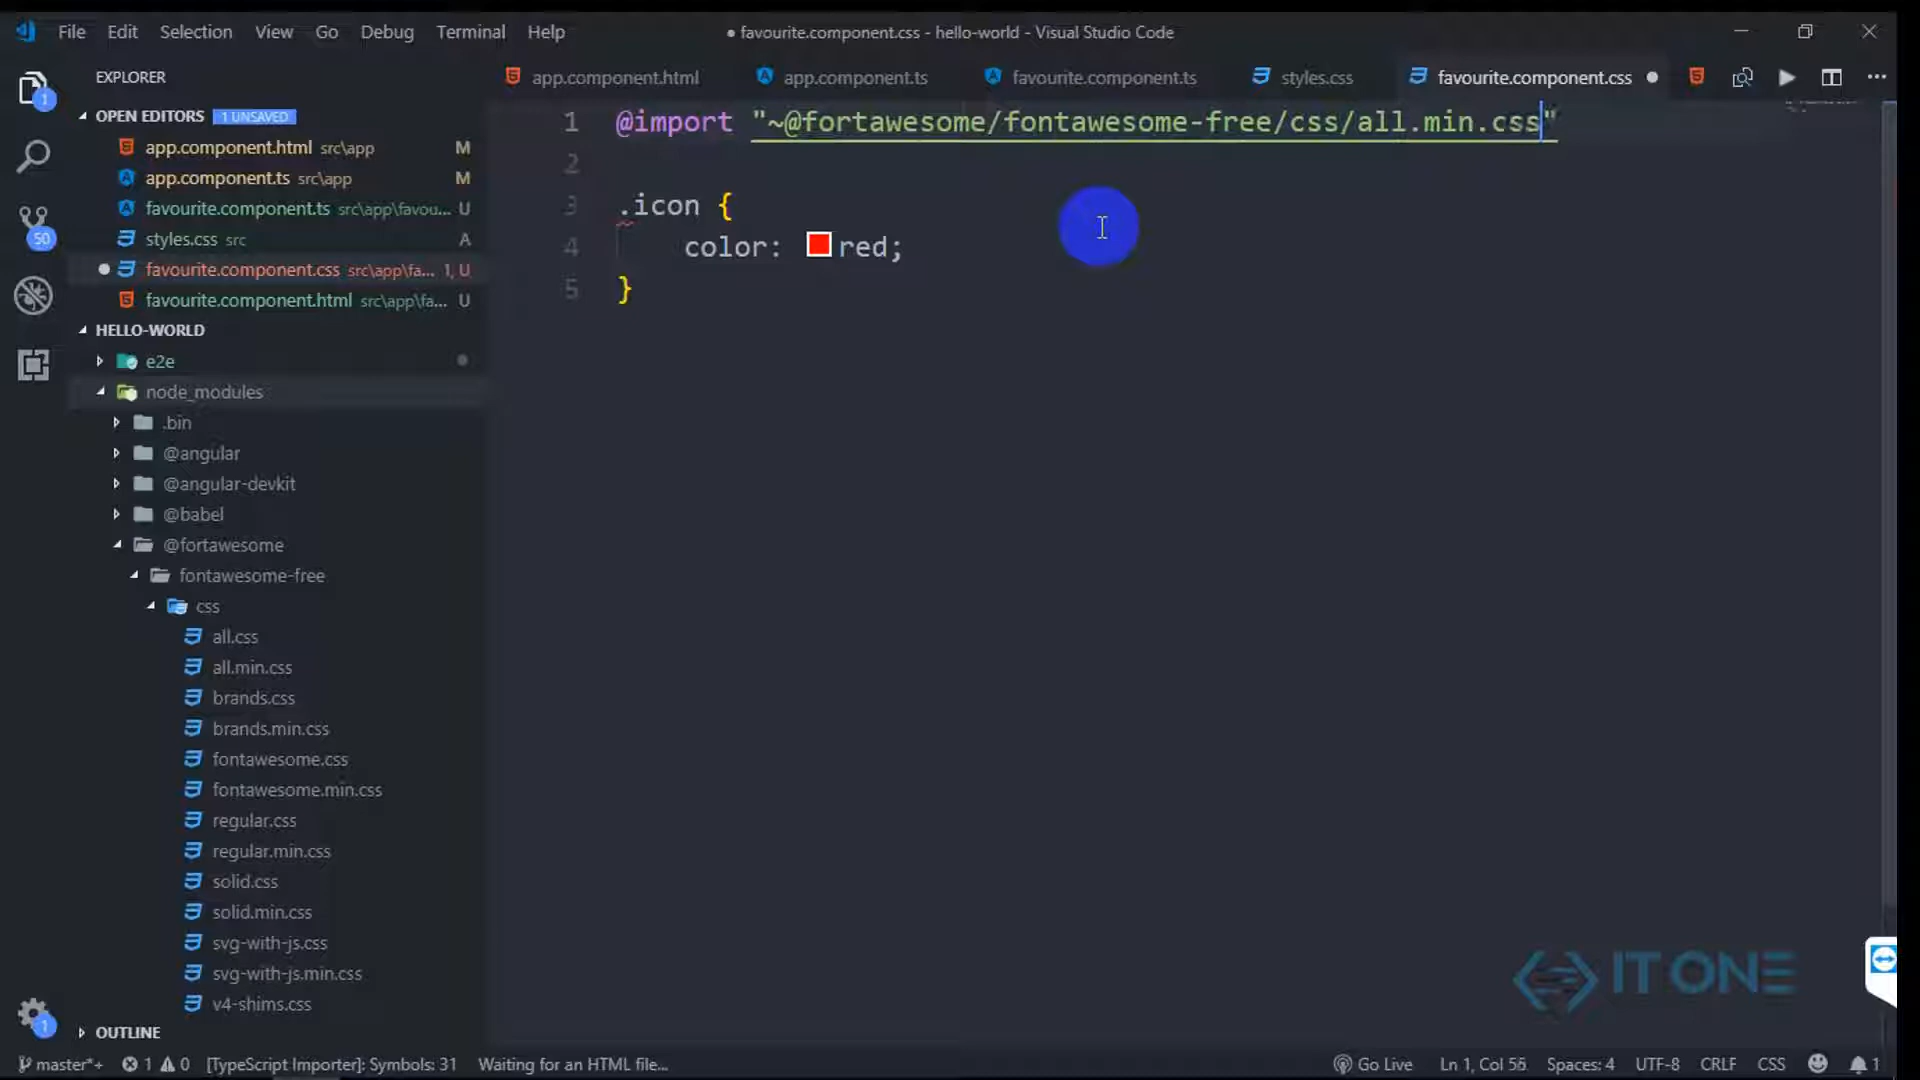 File Edit Selection View Go Debug Terminal Help
● favourite.component.css - hello-world - Visual Studio Code
EXPLORER
OPEN EDITORS 1 UNSAVED
app.component.html src\app M
app.component.ts src\app M
favourite.component.ts src\app\favou... U
styles.css src A
favourite.component.css src\app\fa... 1, U
favourite.component.html src\app\fa... U
HELLO-WORLD
e2e
node_modules
.bin
@angular
@angular-devkit
@babel
@fortawesome
fontawesome-free
css
all.css
all.min.css
brands.css
brands.min.css
fontawesome.css
fontawesome.min.css
regular.css
regular.min.css
solid.css
solid.min.css
svg-with-js.css
svg-with-js.min.css
v4-shims.css
OUTLINE
1
50
1
app.component.html app.component.ts favourite.component.ts styles.css favourite.component.css
1 @import "~@fortawesome/fontawesome-free/css/all.min.css"
2
3 .icon {
4 color: red;
5 }
IT ONE
master*+ 1 0 [TypeScript Importer]: Symbols: 31 Waiting for an HTML file... Go Live Ln 1, Col 56 Spaces: 4 UTF-8 CRLF CSS 1